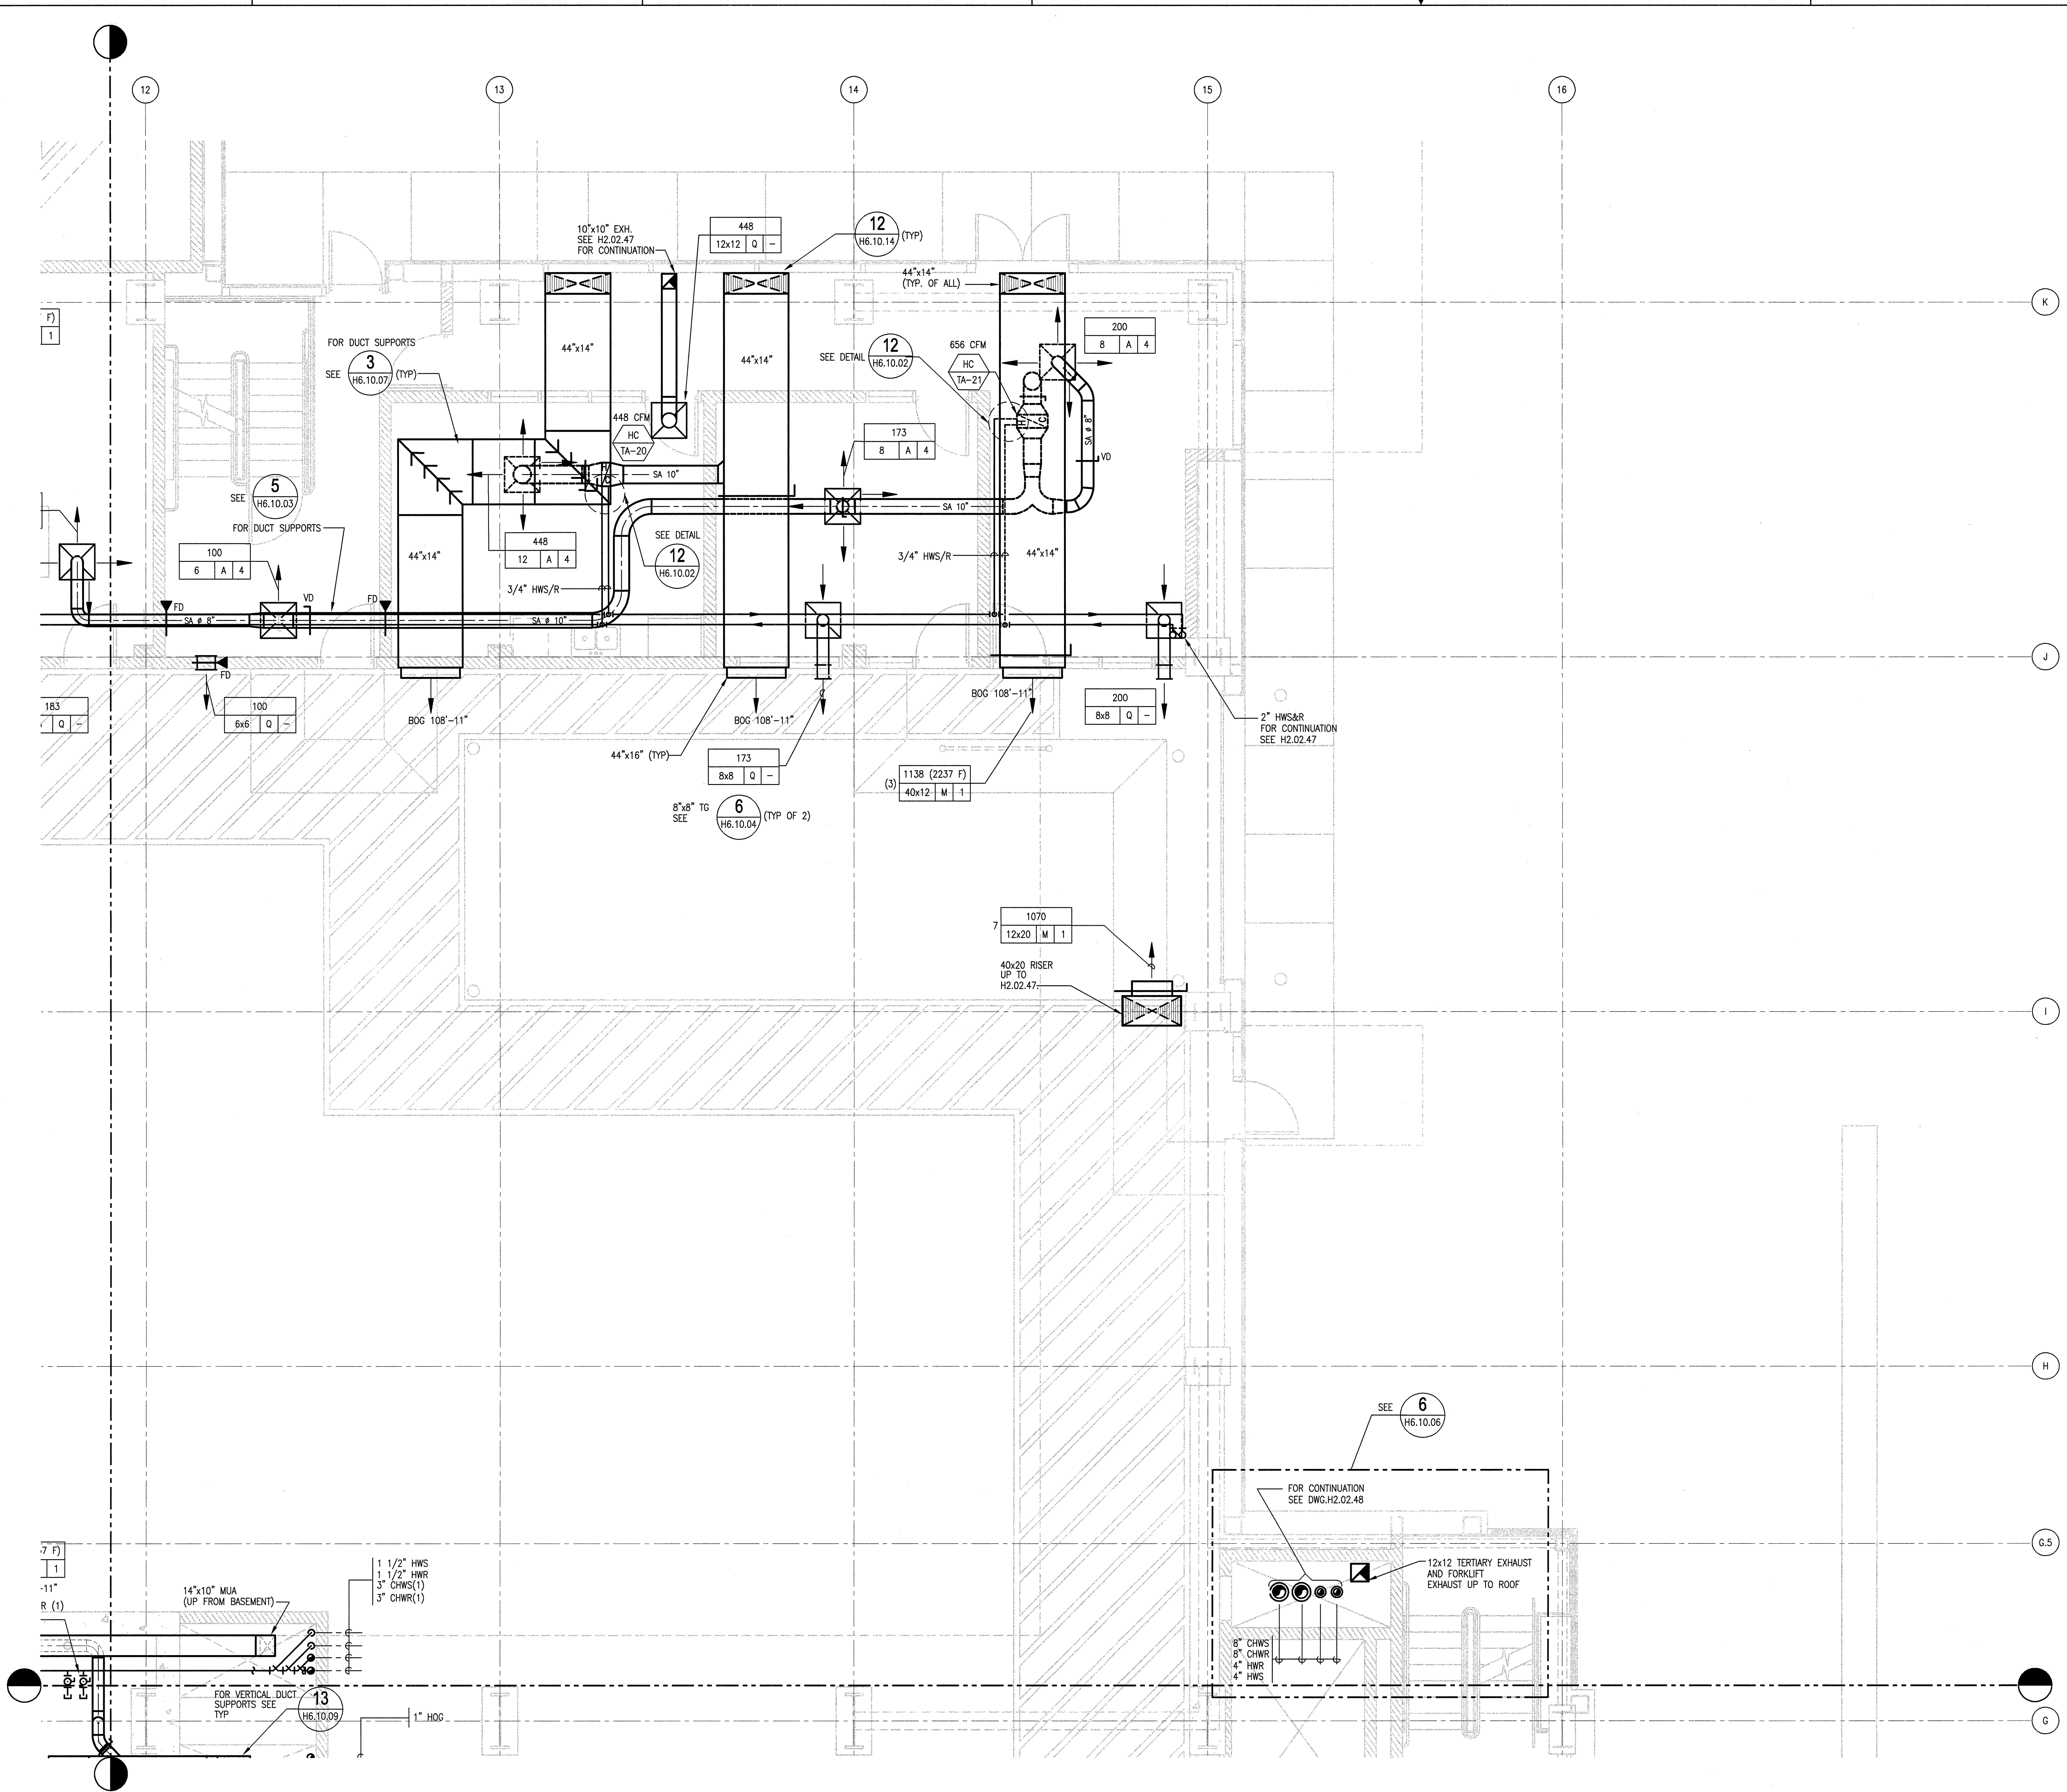 12
13
14
15
16
10"x10" EXH.
SEE H2.02.47
FOR CONTINUATION
448
12x12 Q –
12
H6.10.14
(TYP)
44"x14"
(TYP. OF ALL)
K
F)
1
FOR DUCT SUPPORTS
SEE
3
H6.10.07
(TYP)
44"x14"
44"x14"
SEE DETAIL
12
H6.10.02
656 CFM
HC
TA-21
200
8 A 4
448 CFM
HC
TA-20
173
8 A 4
H
C
H
C
SA ø 8"
VD
SEE
5
H6.10.03
FOR DUCT SUPPORTS
SA 10"
SA 10"
100
6 A 4
44"x14"
448
12 A 4
SEE DETAIL
12
H6.10.02
3/4" HWS/R
3/4" HWS/R
44"x14"
FD
VD
FD
SA ø 8"
SA ø 10"
J
FD
183
Q –
100
6x6 Q –
BOG 108'-11"
BOG 108'-11"
BOG 108'-11"
200
8x8 Q –
2" HWS&R
FOR CONTINUATION
SEE H2.02.47
44"x16" (TYP)
173
8x8 Q –
(3)
1138 (2237 F)
40x12 M 1
8"x8" TG
SEE
6
H6.10.04
(TYP OF 2)
7
1070
12x20 M 1
40x20 RISER
UP TO
H2.02.47.
I
H
SEE
6
H6.10.06
FOR CONTINUATION
SEE DWG.H2.02.48
G.5
7 F)
1
-11"
R (1)
1 1/2" HWS
1 1/2" HWR
3" CHWS(1)
3" CHWR(1)
14"x10" MUA
(UP FROM BASEMENT)
12x12 TERTIARY EXHAUST
AND FORKLIFT
EXHAUST UP TO ROOF
8" CHWS
8" CHWR
4" HWR
4" HWS
FOR VERTICAL DUCT
SUPPORTS SEE
TYP
13
H6.10.09
1" HOG
G